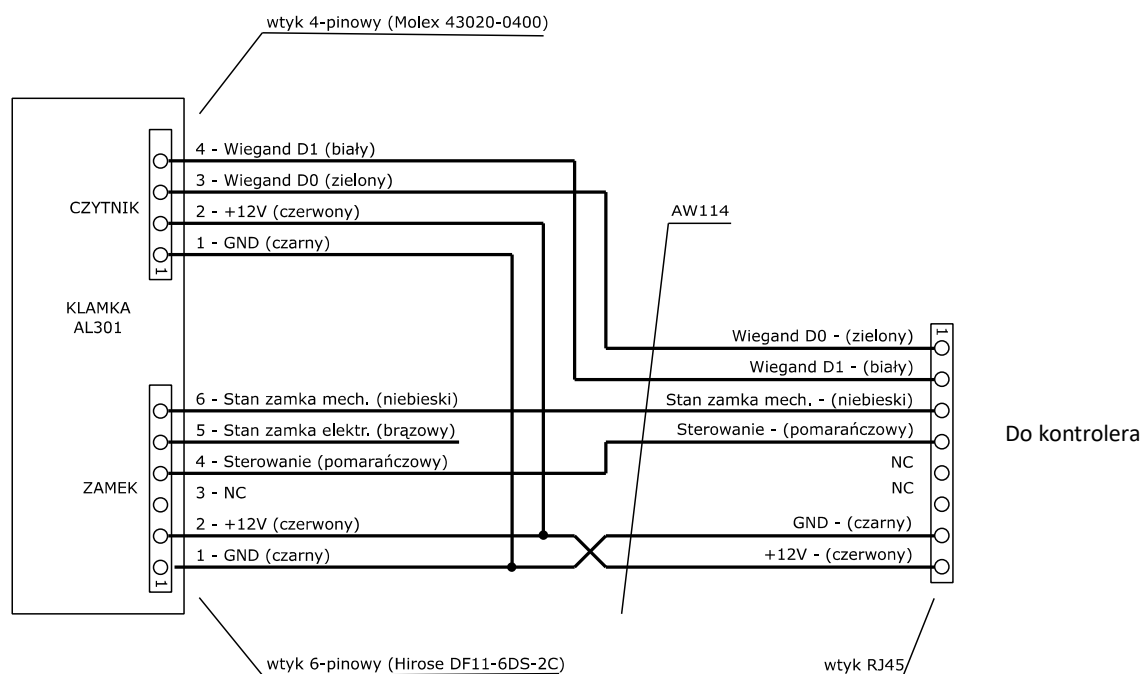 wtyk 4-pinowy (Molex 43020-0400)
4 - Wiegand D1 (biały)
3 - Wiegand D0 (zielony)
CZYTNIK
2 - +12V (czerwony)
AW114
1 - GND (czarny)
1
KLAMKA
AL301
1
Wiegand D0 - (zielony)
Wiegand D1 - (biały)
6 - Stan zamka mech. (niebieski)
Stan zamka mech. - (niebieski)
5 - Stan zamka elektr. (brązowy)
Sterowanie - (pomarańczowy)
Do kontrolera
4 - Sterowanie (pomarańczowy)
NC
ZAMEK
3 - NC
NC
2 - +12V (czerwony)
GND - (czarny)
1 - GND (czarny)
+12V - (czerwony)
1
wtyk 6-pinowy (Hirose DF11-6DS-2C)
wtyk RJ45